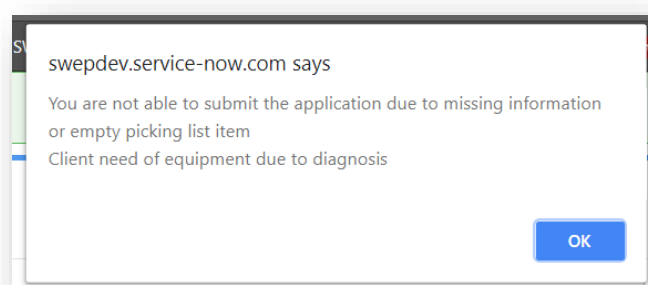 swepdev.service-now.com says
You are not able to submit the application due to missing information
or empty picking list item
Client need of equipment due to diagnosis
OK